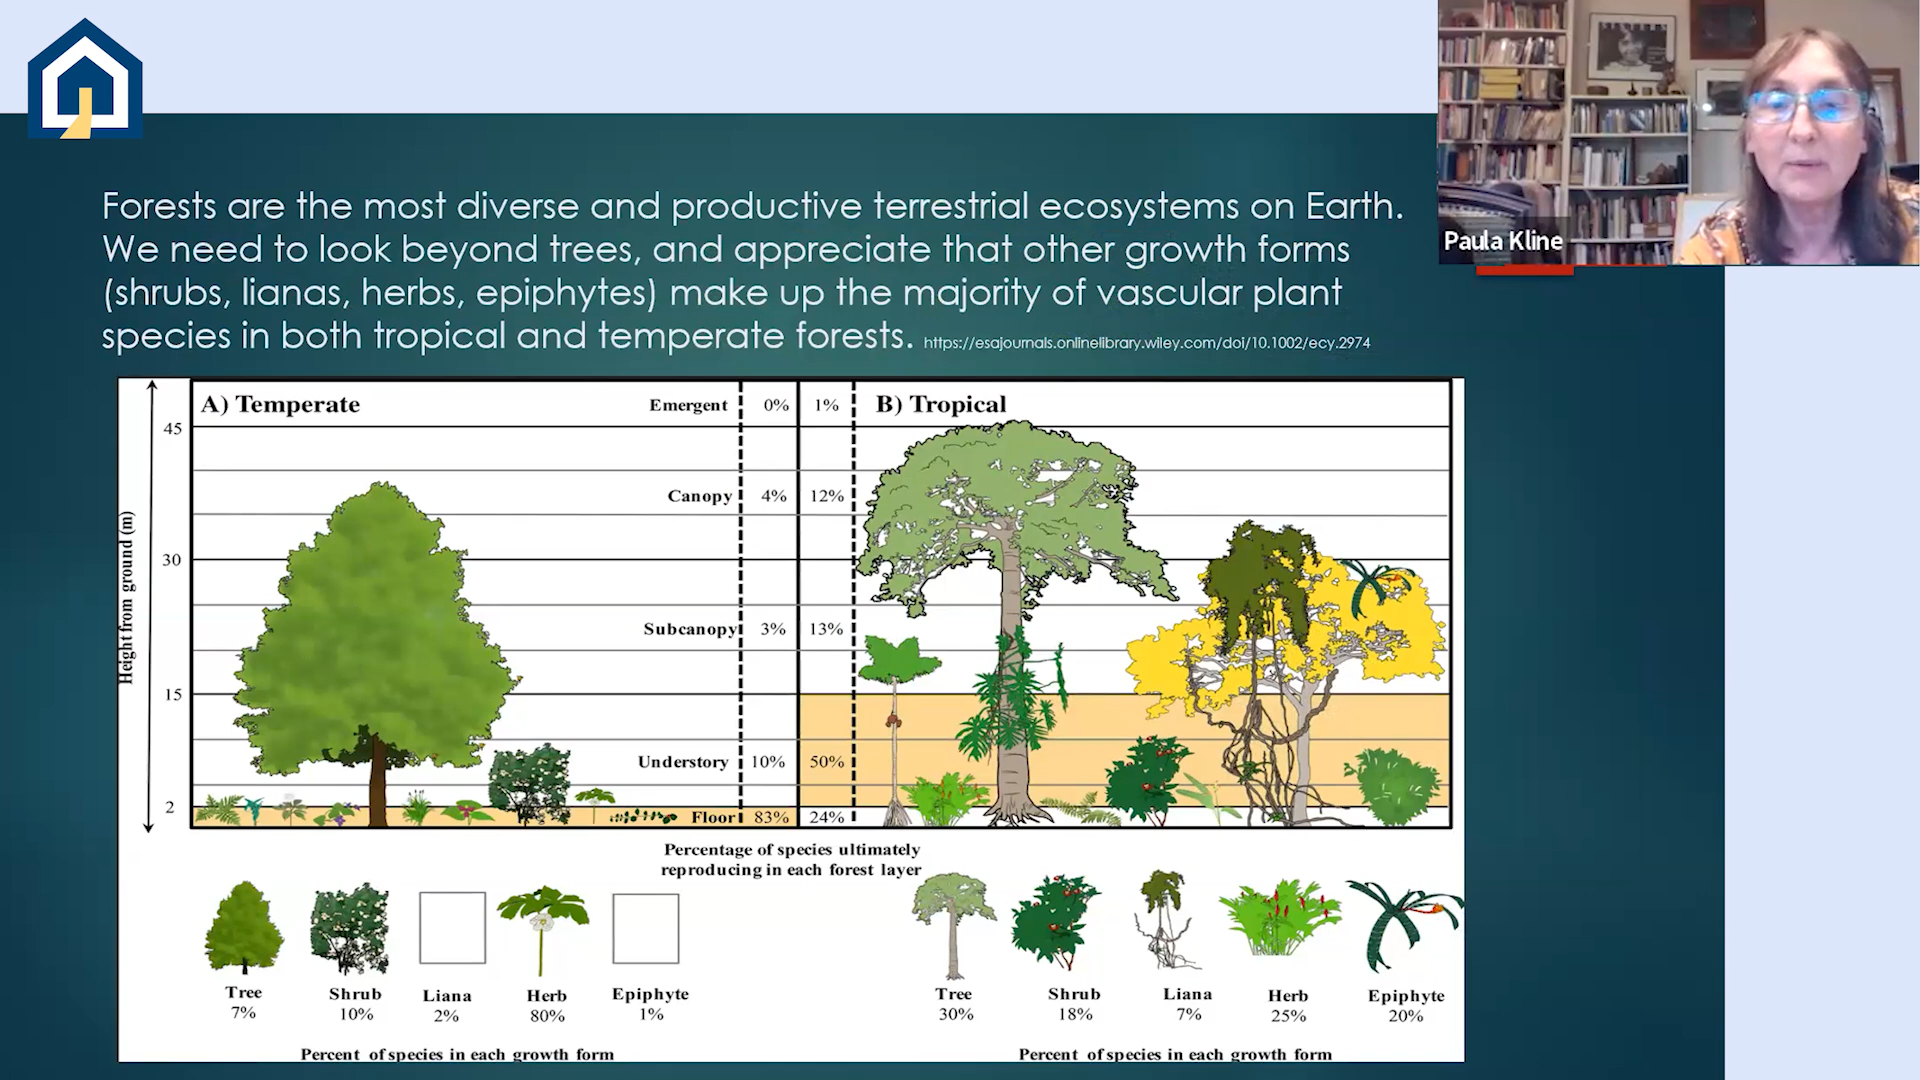 Forests are the most diverse and productive terrestrial ecosystems on Earth.
We need to look beyond trees, and appreciate that other growth forms
(shrubs, lianas, herbs, epiphytes) make up the majority of vascular plant
species in both tropical and temperate forests. https://esajournals.onlinelibrary.wiley.com/doi/10.1002/ecy.2974
Paula Kline
A) Temperate
Emergent 0% 1%
B) Tropical
45
Canopy 4% 12%
30
Height from ground (m)
Subcanopy 3% 13%
15
Understory 10% 50%
2
Floor 83% 24%
Percentage of species ultimately
reproducing in each forest layer
Tree Shrub Liana Herb Epiphyte
7% 10% 2% 80% 1%
Percent of species in each growth form
Tree Shrub Liana Herb Epiphyte
30% 18% 7% 25% 20%
Percent of species in each growth form